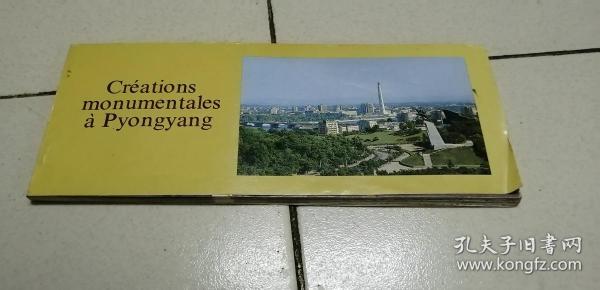 Créations
monumentales
à Pyongyang
孔夫子旧书网
www.kongfz.com